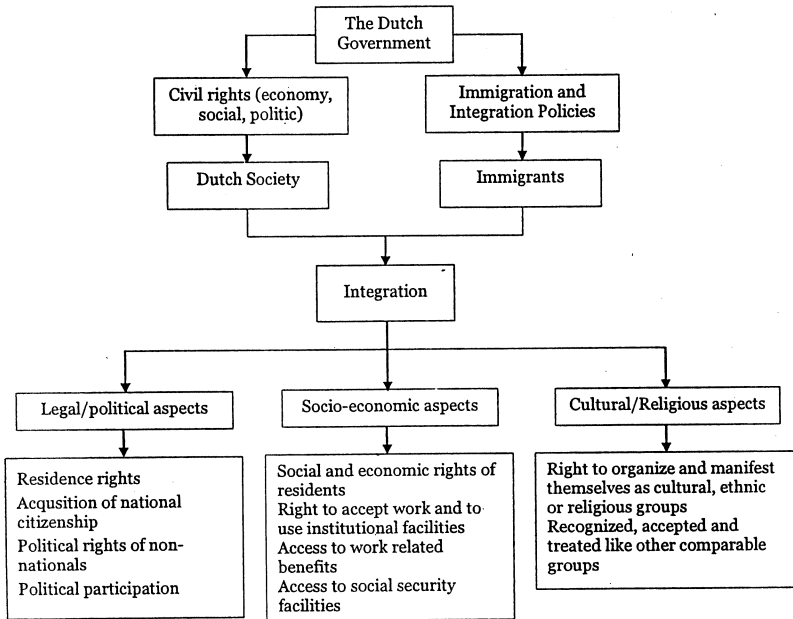 The Dutch
Government
Civil rights (economy,
social, politic)
Immigration and
Integration Policies
Dutch Society
Immigrants
Integration
Legal/political aspects
Socio-economic aspects
Cultural/Religious aspects
Residence rights
Acqusition of national
citizenship
Political rights of non-
nationals
Political participation
Social and economic rights of
residents
Right to accept work and to
use institutional facilities
Access to work related
benefits
Access to social security
facilities
Right to organize and manifest
themselves as cultural, ethnic
or religious groups
Recognized, accepted and
treated like other comparable
groups